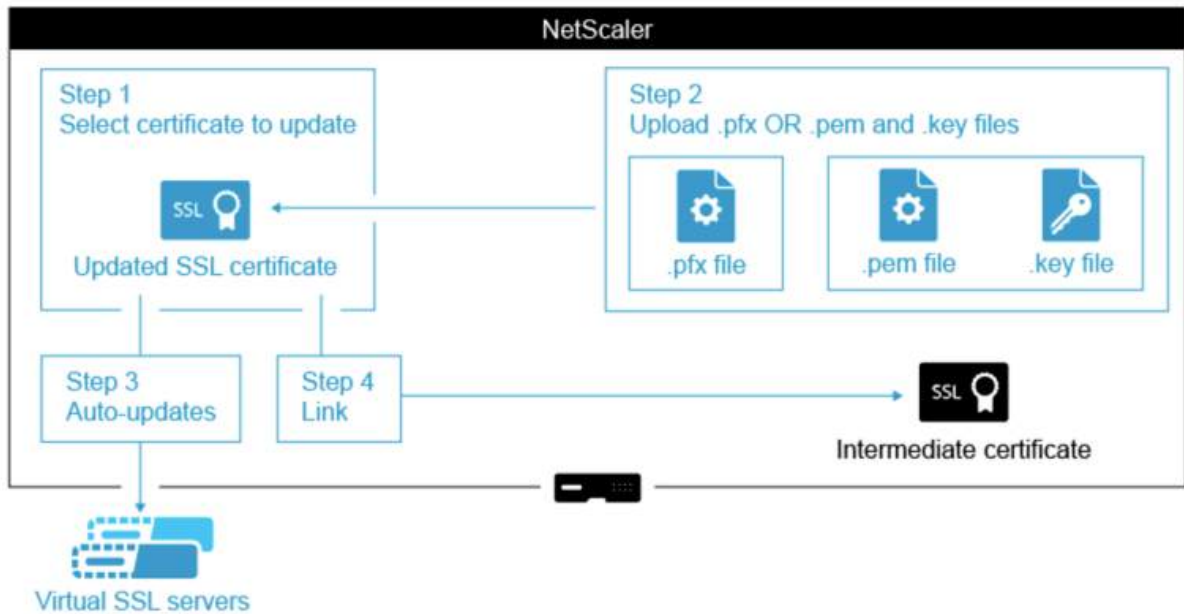 NetScaler
Step 1
Select certificate to update
SSL
Updated SSL certificate
Step 2
Upload .pfx OR .pem and .key files
.pfx file
.pem file
.key file
Step 3
Auto-updates
Step 4
Link
SSL
Intermediate certificate
Virtual SSL servers